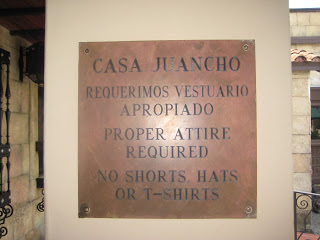 CASA JUANCHO
REQUERIMOS VESTUARIO
APROPIADO
PROPER ATTIRE
REQUIRED
NO SHORTS, HATS
OR T-SHIRTS